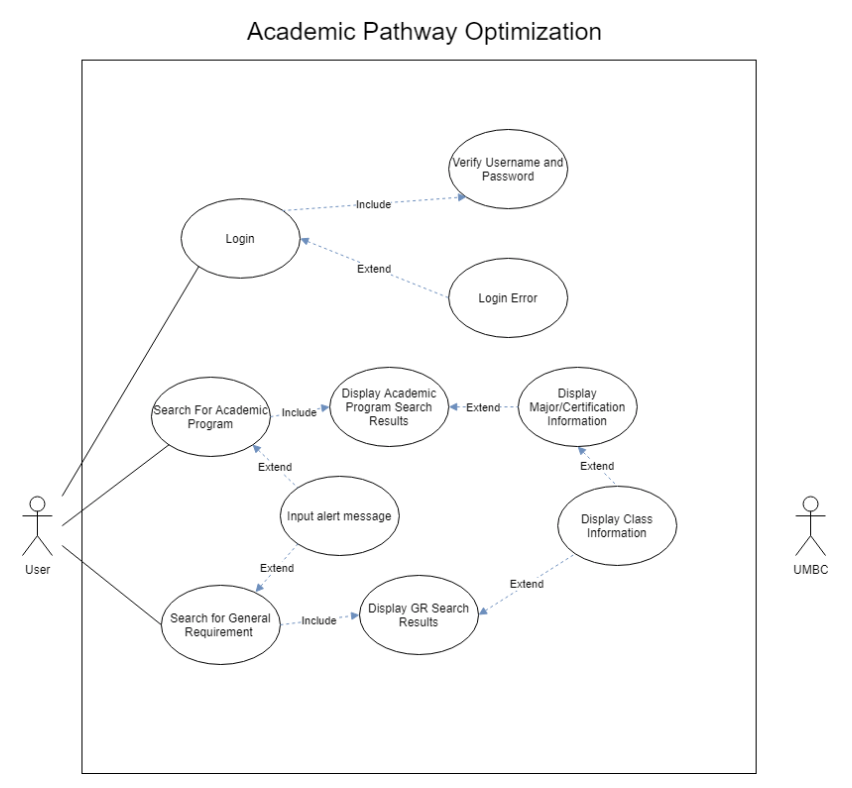 Academic Pathway Optimization
Verify Username and
Password
Include
Login
Extend
Login Error
Search For Academic
Program
Include
Display Academic
Program Search
Results
Extend
Display
Major/Certification
Information
Extend
Extend
Input alert message
Display Class
Information
User
UMBC
Extend
Extend
Search for General
Requirement
Include
Display GR Search
Results